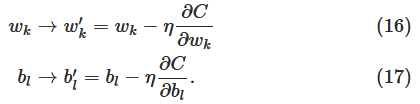 w_k → w'_k = w_k − η ∂C/∂w_k (16)
b_l → b'_l = b_l − η ∂C/∂b_l. (17)